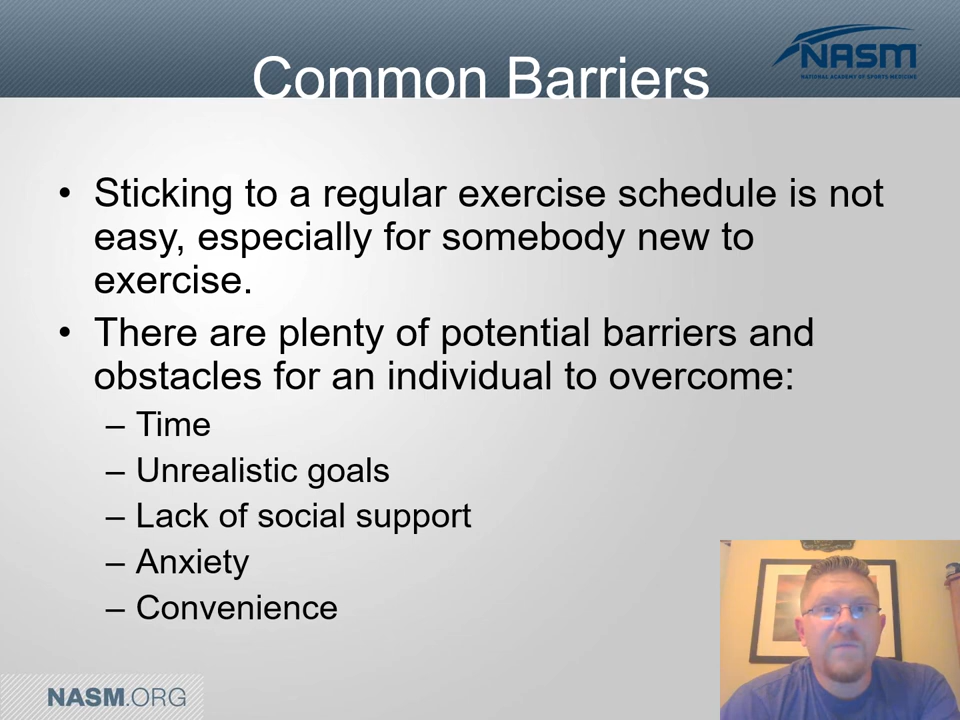 Common Barriers
NASM
NATIONAL ACADEMY OF SPORTS MEDICINE
• Sticking to a regular exercise schedule is not
easy, especially for somebody new to
exercise.
• There are plenty of potential barriers and
obstacles for an individual to overcome:
– Time
– Unrealistic goals
– Lack of social support
– Anxiety
– Convenience
NASM.ORG